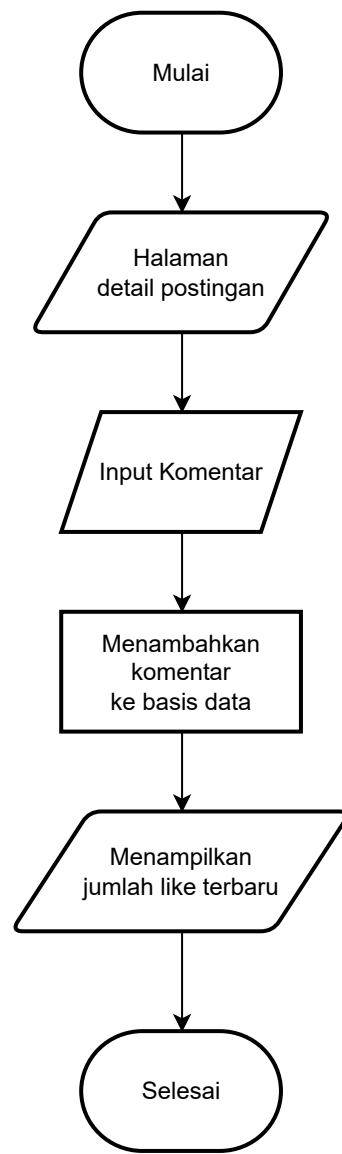 Mulai
Halaman
detail postingan
Input Komentar
Menambahkan
komentar
ke basis data
Menampilkan
jumlah like terbaru
Selesai